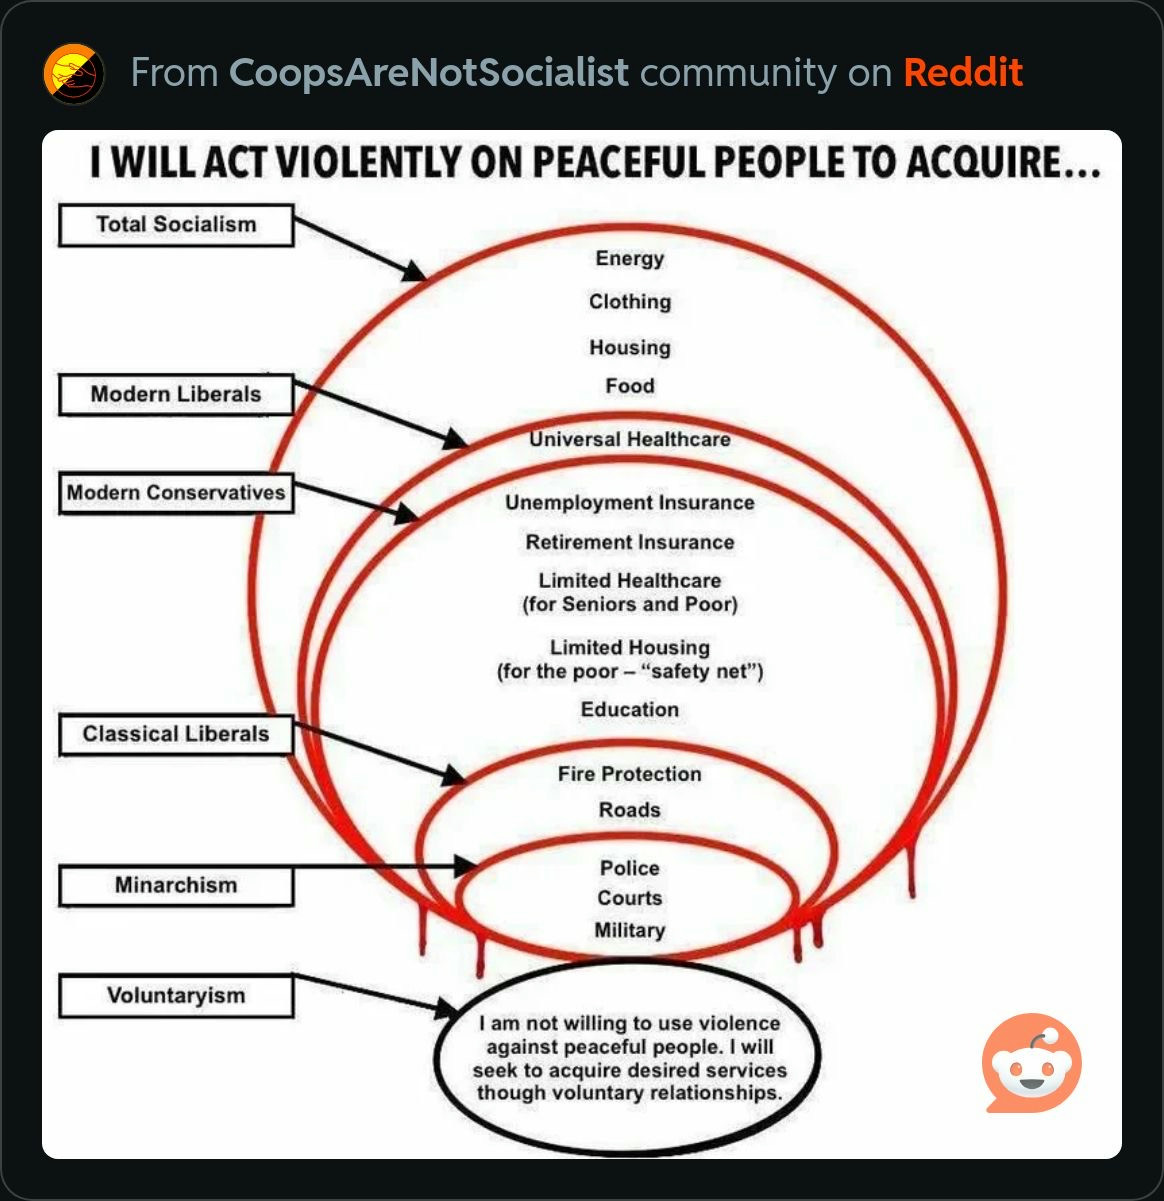 From CoopsAreNotSocialist community on Reddit
I WILL ACT VIOLENTLY ON PEACEFUL PEOPLE TO ACQUIRE...
Total Socialism
Energy
Clothing
Housing
Food
Modern Liberals
Universal Healthcare
Modern Conservatives
Unemployment Insurance
Retirement Insurance
Limited Healthcare
(for Seniors and Poor)
Limited Housing
(for the poor – “safety net”)
Education
Classical Liberals
Fire Protection
Roads
Minarchism
Police
Courts
Military
Voluntaryism
I am not willing to use violence
against peaceful people. I will
seek to acquire desired services
though voluntary relationships.